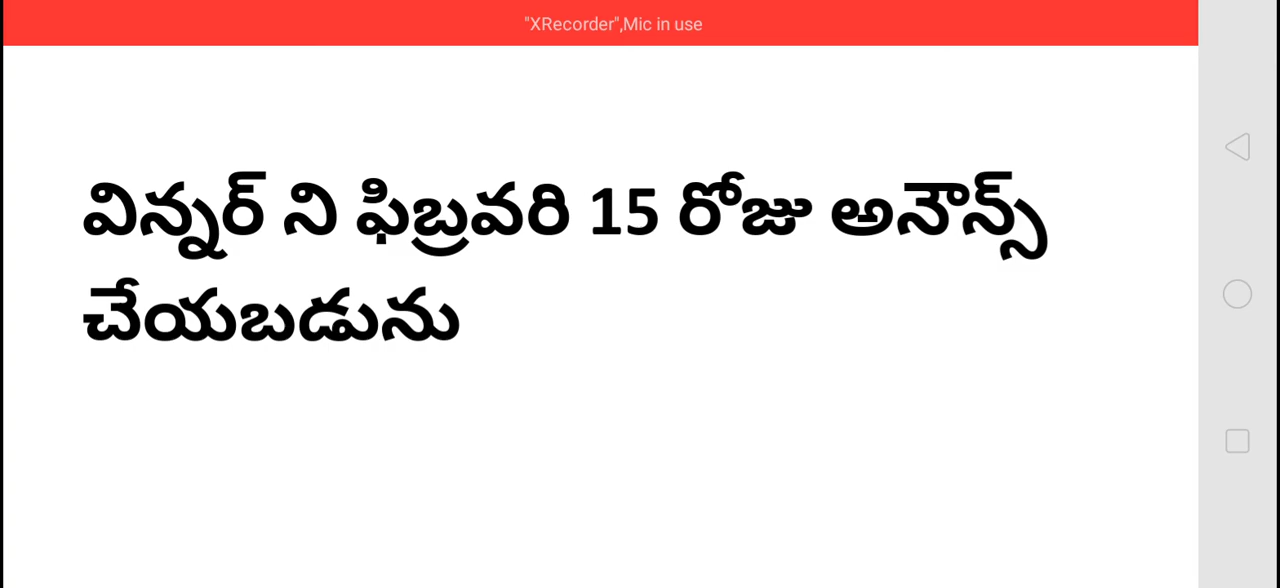 "XRecorder",Mic in use
విన్నర్ ని ఫిబ్రవరి 15 రోజు అనౌన్స్
చేయబడును